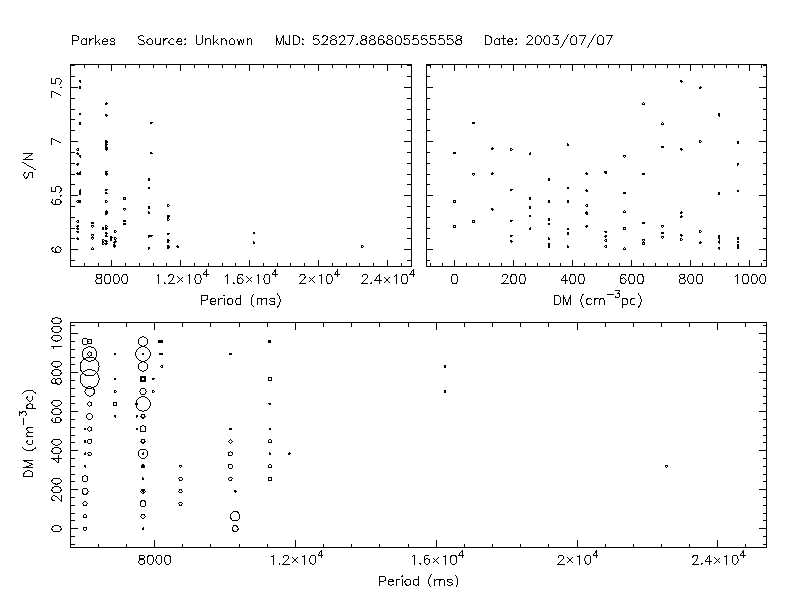 Parkes Source: Unknown MJD: 52827.886805555558 Date: 2003/07/07
S/N
7.5
7
6.5
6
8000 1.2×10⁴ 1.6×10⁴ 2×10⁴ 2.4×10⁴
Period (ms)
0 200 400 600 800 1000
DM (cm⁻³pc)
DM (cm⁻³pc)
1000
800
600
400
200
0
8000 1.2×10⁴ 1.6×10⁴ 2×10⁴ 2.4×10⁴
Period (ms)